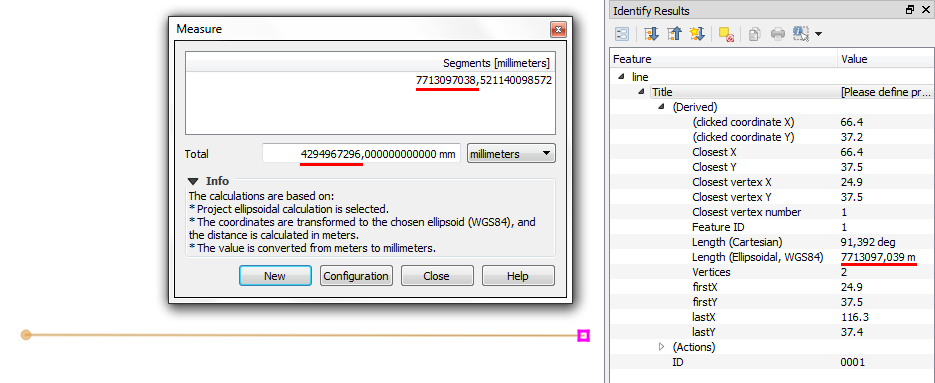 Measure
Segments [millimeters]
7713097038,521140098572
Total 4294967296,000000000000 mm millimeters
Info
The calculations are based on:
* Project ellipsoidal calculation is selected.
* The coordinates are transformed to the chosen ellipsoid (WGS84), and
the distance is calculated in meters.
* The value is converted from meters to millimeters.
New Configuration Close Help
Identify Results
Feature Value
line
Title [Please define pr...
(Derived)
(clicked coordinate X) 66.4
(clicked coordinate Y) 37.2
Closest X 66.4
Closest Y 37.5
Closest vertex X 24.9
Closest vertex Y 37.5
Closest vertex number 1
Feature ID 1
Length (Cartesian) 91,392 deg
Length (Ellipsoidal, WGS84) 7713097,039 m
Vertices 2
firstX 24.9
firstY 37.5
lastX 116.3
lastY 37.4
(Actions)
ID 0001